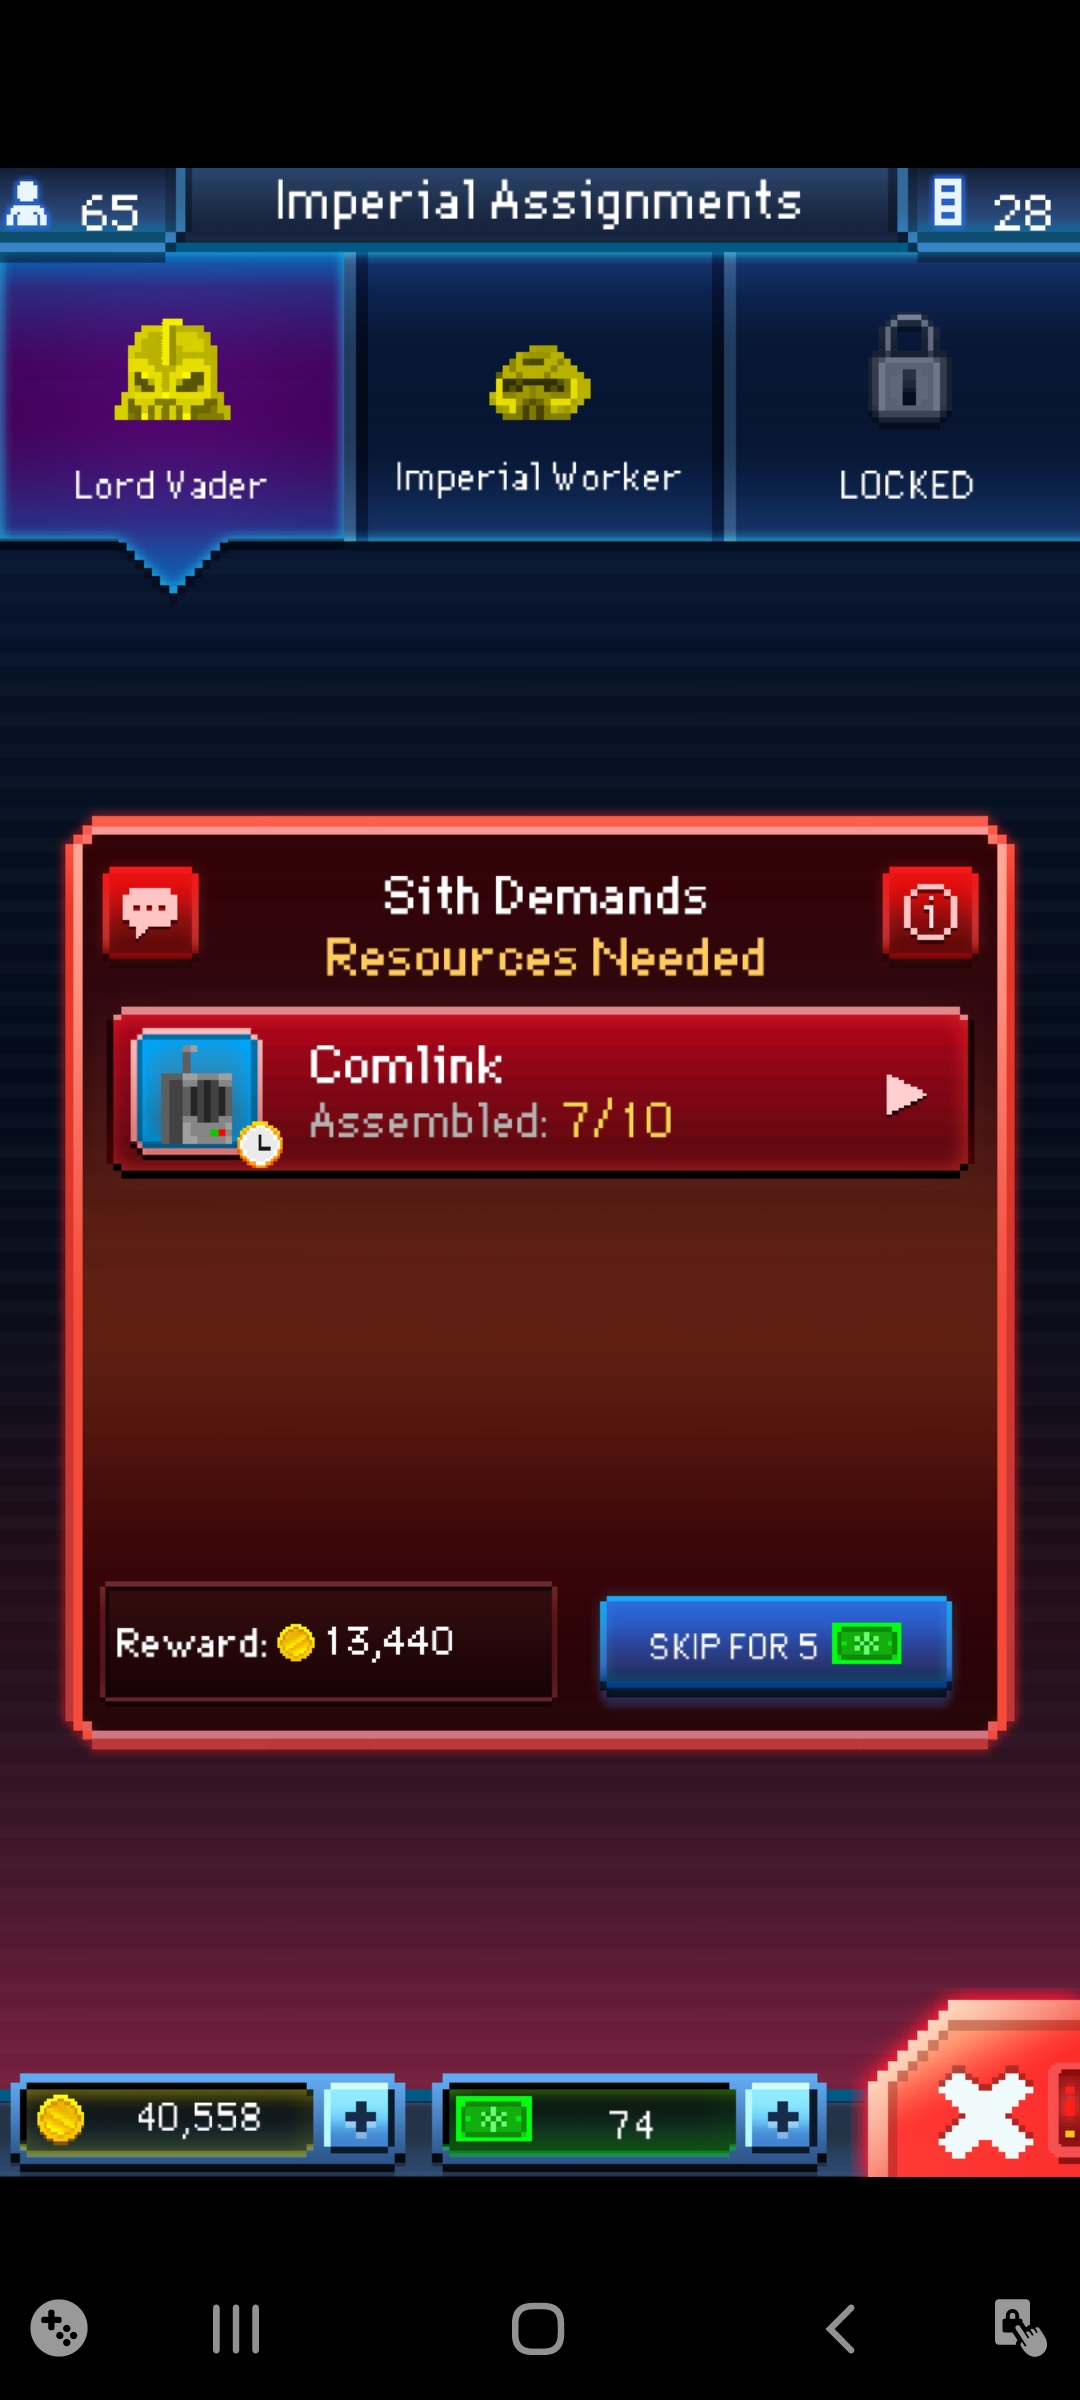 65
Imperial Assignments
28
Lord Vader
Imperial Worker
LOCKED
Sith Demands
Resources Needed
Comlink
Assembled: 7/10
Reward: 13,440
SKIP FOR 5
40,558
74